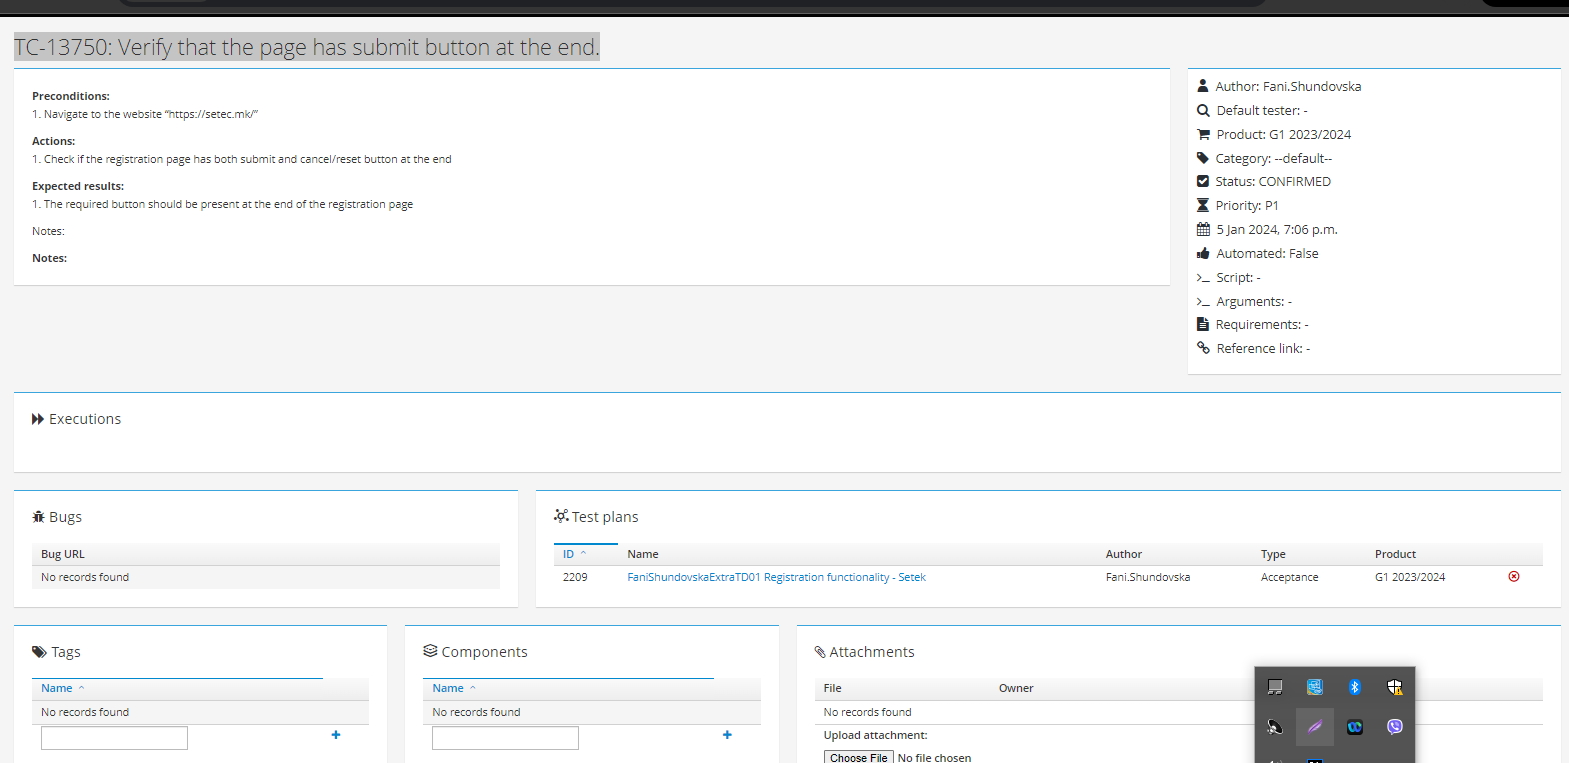 TC-13750: Verify that the page has submit button at the end.
Preconditions:
1. Navigate to the website “https://setec.mk/”
Actions:
1. Check if the registration page has both submit and cancel/reset button at the end
Expected results:
1. The required button should be present at the end of the registration page
Notes:
Notes:
Author: Fani.Shundovska
Default tester: -
Product: G1 2023/2024
Category: --default--
Status: CONFIRMED
Priority: P1
5 Jan 2024, 7:06 p.m.
Automated: False
Script: -
Arguments: -
Requirements: -
Reference link: -
Executions
Bugs
Bug URL
No records found
Test plans
ID Name Author Type Product
2209 FaniShundovskaExtraTD01 Registration functionality - Setek Fani.Shundovska Acceptance G1 2023/2024
Tags
Name
No records found
Components
Name
No records found
Attachments
File Owner
No records found
Upload attachment:
Choose File No file chosen